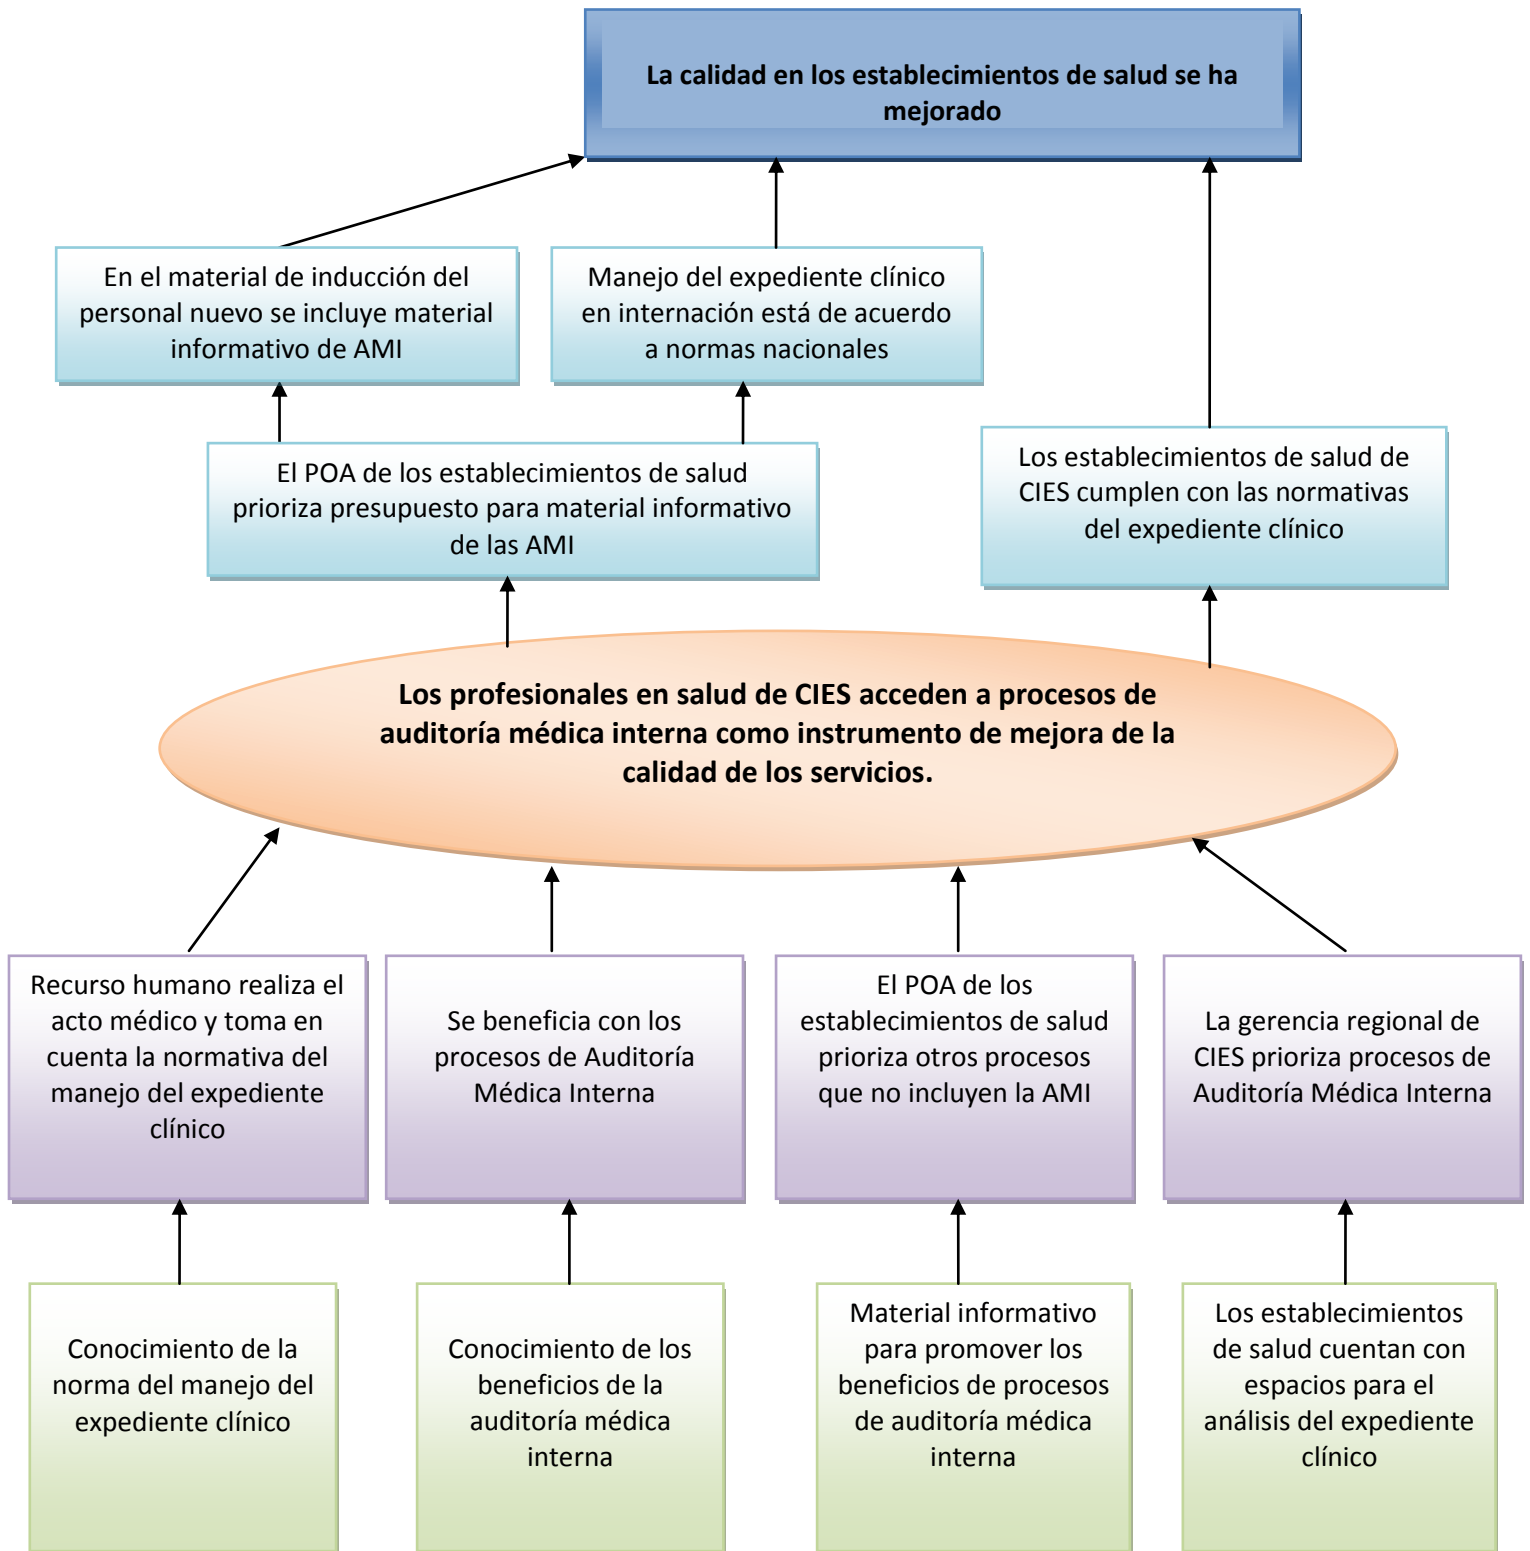 La calidad en los establecimientos de salud se ha
mejorado
En el material de inducción del
personal nuevo se incluye material
informativo de AMI
Manejo del expediente clínico
en internación está de acuerdo
a normas nacionales
El POA de los establecimientos de salud
prioriza presupuesto para material informativo
de las AMI
Los establecimientos de salud de
CIES cumplen con las normativas
del expediente clínico
Los profesionales en salud de CIES acceden a procesos de
auditoría médica interna como instrumento de mejora de la
calidad de los servicios.
Recurso humano realiza el
acto médico y toma en
cuenta la normativa del
manejo del expediente
clínico
Se beneficia con los
procesos de Auditoría
Médica Interna
El POA de los
establecimientos de salud
prioriza otros procesos
que no incluyen la AMI
La gerencia regional de
CIES prioriza procesos de
Auditoría Médica Interna
Conocimiento de la
norma del manejo del
expediente clínico
Conocimiento de los
beneficios de la
auditoría médica
interna
Material informativo
para promover los
beneficios de procesos
de auditoría médica
interna
Los establecimientos
de salud cuentan con
espacios para el
análisis del expediente
clínico